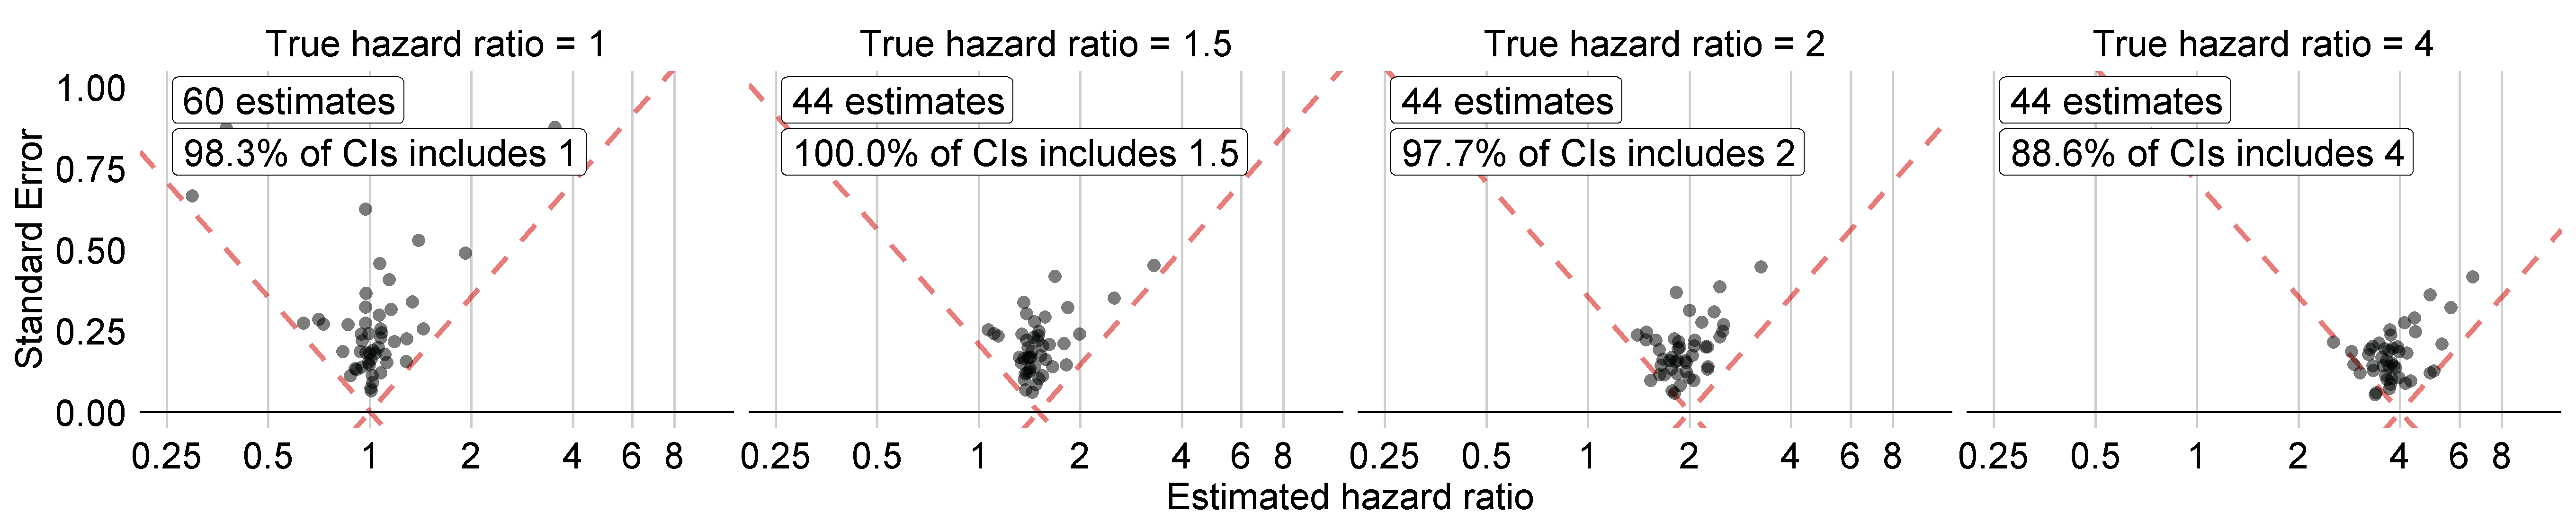 True hazard ratio = 1
True hazard ratio = 1.5
True hazard ratio = 2
True hazard ratio = 4
60 estimates
98.3% of CIs includes 1
44 estimates
100.0% of CIs includes 1.5
44 estimates
97.7% of CIs includes 2
44 estimates
88.6% of CIs includes 4
Standard Error
1.00
0.75
0.50
0.25
0.00
0.25 0.5 1 2 4 6 8
0.25 0.5 1 2 4 6 8
0.25 0.5 1 2 4 6 8
0.25 0.5 1 2 4 6 8
Estimated hazard ratio